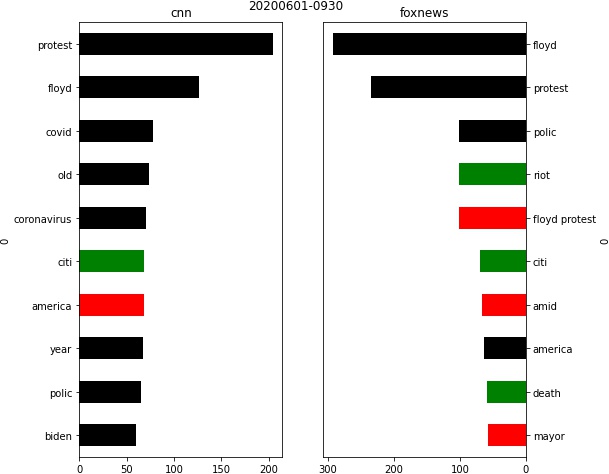 20200601-0930
cnn
foxnews
protest
floyd
covid
old
coronavirus
citi
america
year
polic
biden
0
0 50 100 150 200
floyd
protest
polic
riot
floyd protest
citi
amid
america
death
mayor
0
300 200 100 0